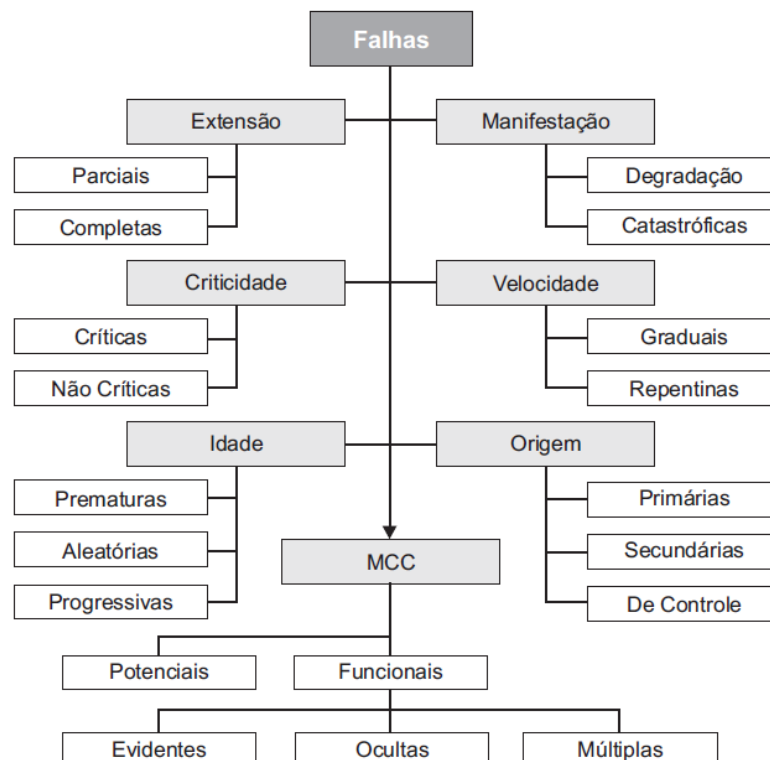 Falhas
Extensão
Manifestação
Parciais
Degradação
Completas
Catastróficas
Criticidade
Velocidade
Críticas
Graduais
Não Críticas
Repentinas
Idade
Origem
Prematuras
Primárias
Aleatórias
Secundárias
MCC
Progressivas
De Controle
Potenciais
Funcionais
Evidentes
Ocultas
Múltiplas